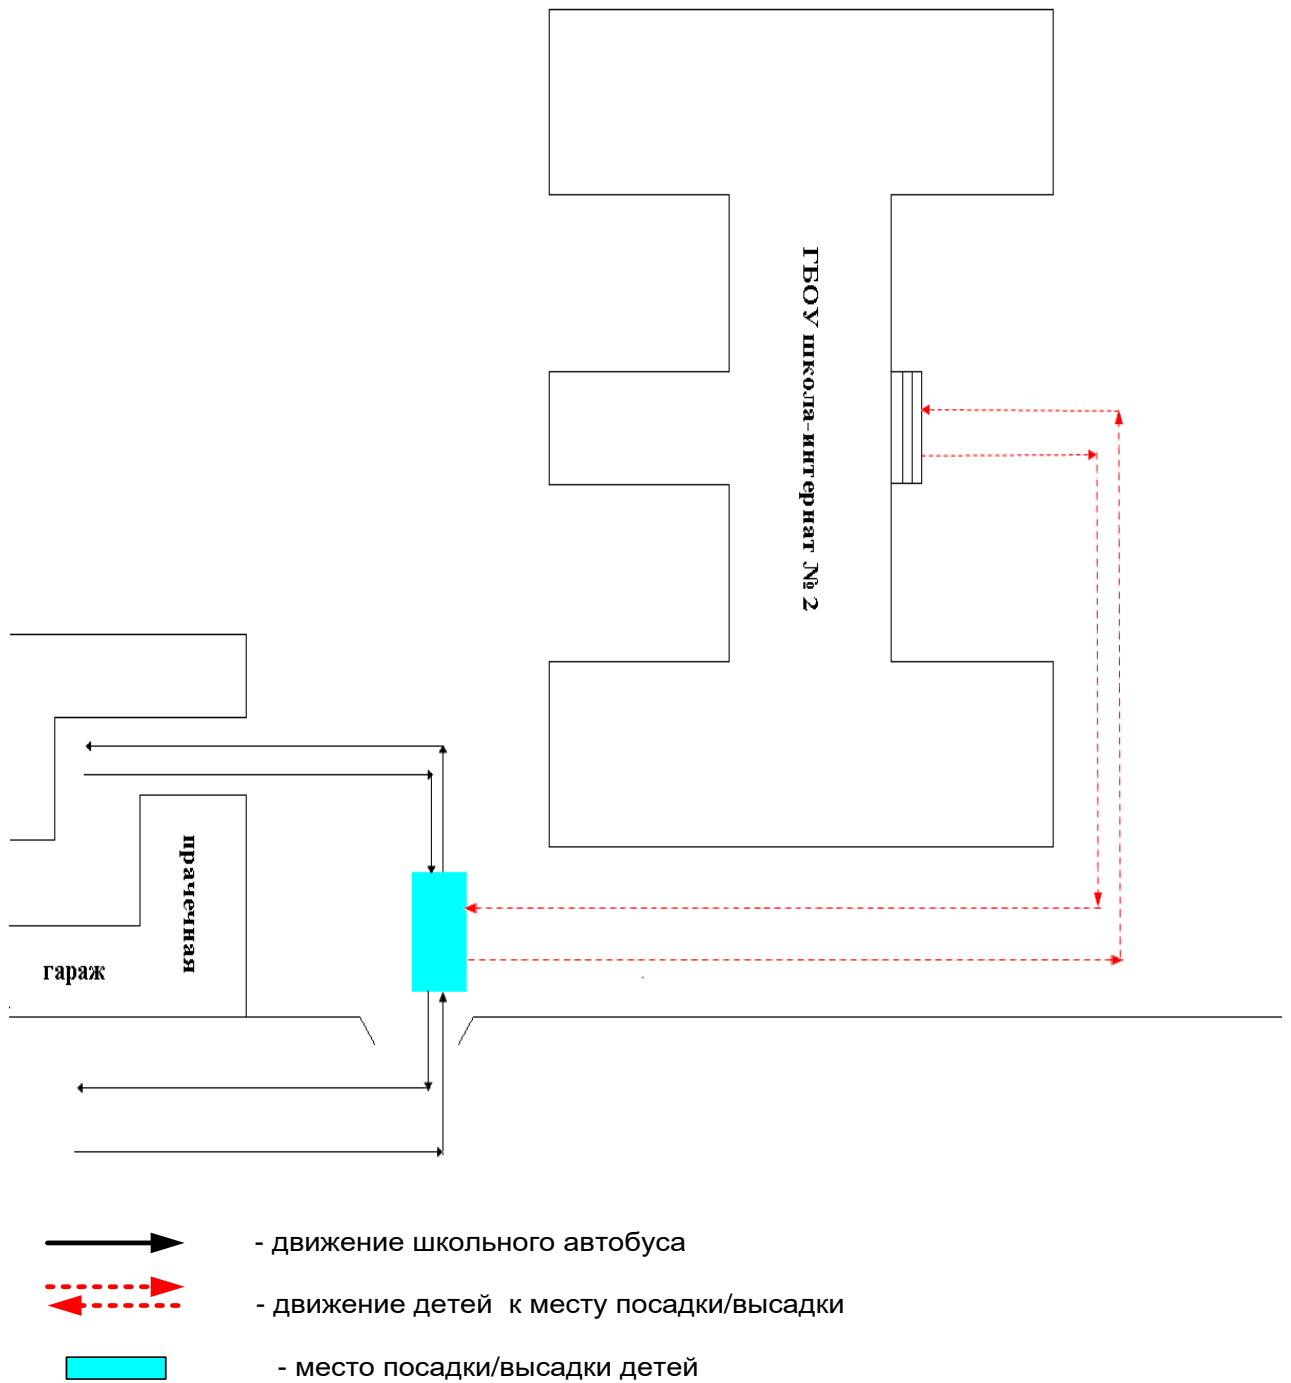 ГБОУ школа-интернат № 2
прачечная
гараж
- движение школьного автобуса
- движение детей к месту посадки/высадки
- место посадки/высадки детей